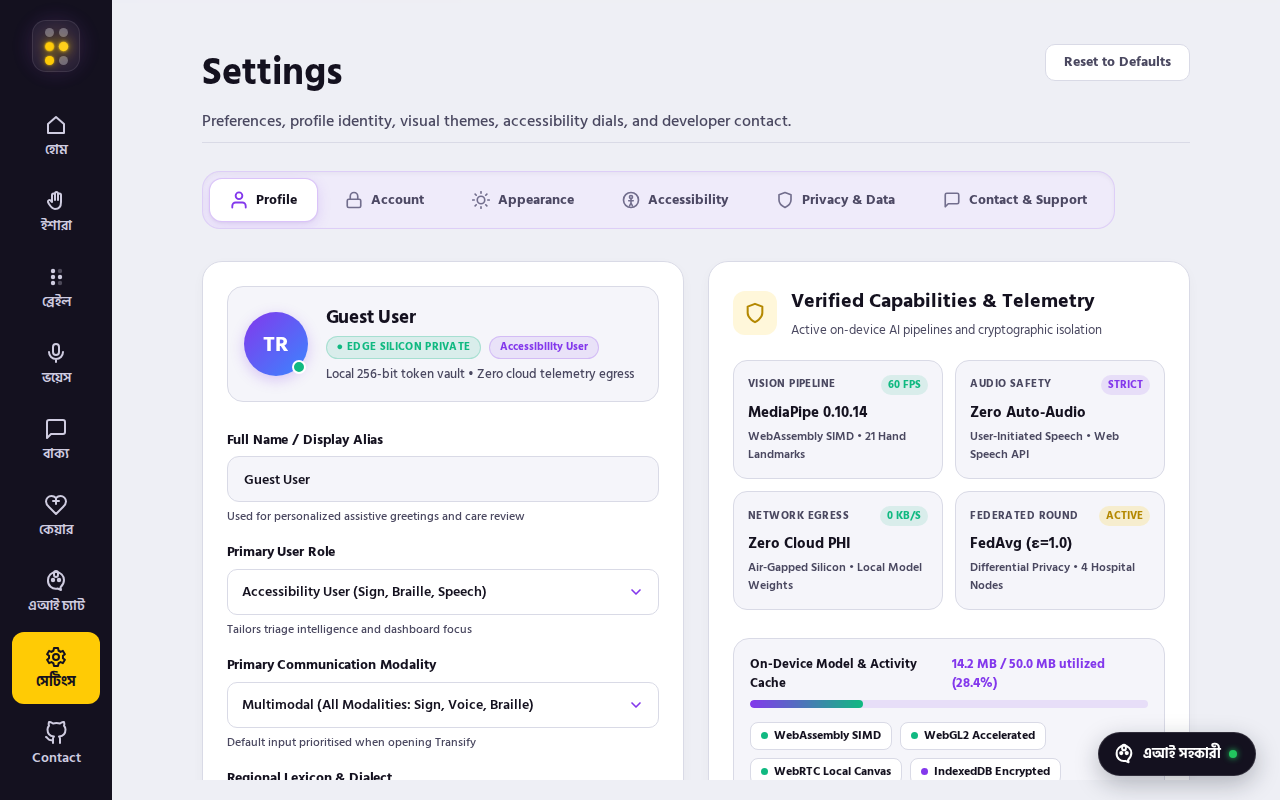 হোম
ইশারা
ব্রেইল
ভয়েস
বাক্য
কেয়ার
এআই চ্যাট
সেটিংস
Contact
Settings
Reset to Defaults
Preferences, profile identity, visual themes, accessibility dials, and developer contact.
Profile
Account
Appearance
Accessibility
Privacy & Data
Contact & Support
TR
Guest User
• EDGE SILICON PRIVATE
Accessibility User
Local 256-bit token vault • Zero cloud telemetry egress
Full Name / Display Alias
Guest User
Used for personalized assistive greetings and care review
Primary User Role
Accessibility User (Sign, Braille, Speech)
Tailors triage intelligence and dashboard focus
Primary Communication Modality
Multimodal (All Modalities: Sign, Voice, Braille)
Default input prioritised when opening Transify
Regional Lexicon & Dialect
Verified Capabilities & Telemetry
Active on-device AI pipelines and cryptographic isolation
VISION PIPELINE
60 FPS
MediaPipe 0.10.14
WebAssembly SIMD • 21 Hand
Landmarks
AUDIO SAFETY
STRICT
Zero Auto-Audio
User-Initiated Speech • Web
Speech API
NETWORK EGRESS
0 KB/S
Zero Cloud PHI
Air-Gapped Silicon • Local Model
Weights
FEDERATED ROUND
ACTIVE
FedAvg (ε=1.0)
Differential Privacy • 4 Hospital
Nodes
On-Device Model & Activity
Cache
14.2 MB / 50.0 MB utilized
(28.4%)
WebAssembly SIMD
WebGL2 Accelerated
WebRTC Local Canvas
IndexedDB Encrypted
এআই সহকারী